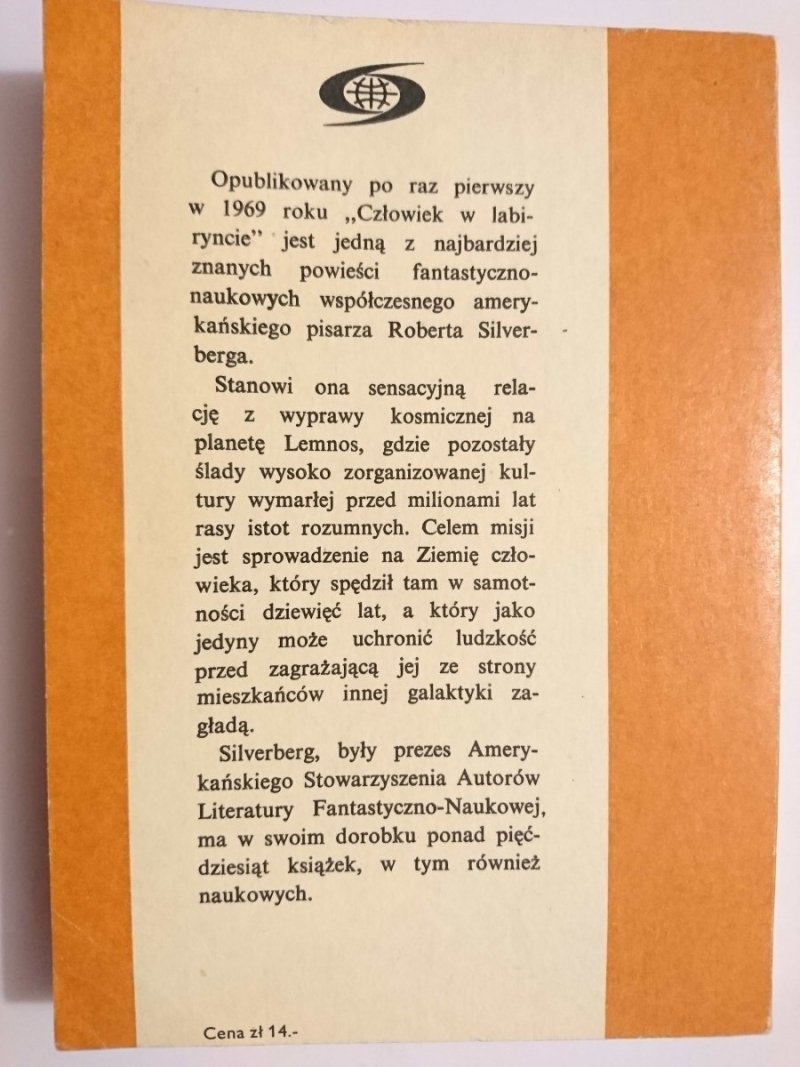 Opublikowany po raz pierwszy
w 1969 roku „Człowiek w labi-
ryncie” jest jedną z najbardziej
znanych powieści fantastyczno-
naukowych współczesnego amery-
kańskiego pisarza Roberta Silver-
berga.
Stanowi ona sensacyjną rela-
cję z wyprawy kosmicznej na
planetę Lemnos, gdzie pozostały
ślady wysoko zorganizowanej kul-
tury wymarłej przed milionami lat
rasy istot rozumnych. Celem misji
jest sprowadzenie na Ziemię czło-
wieka, który spędził tam w samot-
ności dziewięć lat, a który jako
jedyny może uchronić ludzkość
przed zagrażającą jej ze strony
mieszkańców innej galaktyki za-
gładą.
Silverberg, były prezes Amery-
kańskiego Stowarzyszenia Autorów
Literatury Fantastyczno-Naukowej,
ma w swoim dorobku ponad pięć-
dziesiąt książek, w tym również
naukowych.
Cena zł 14.-